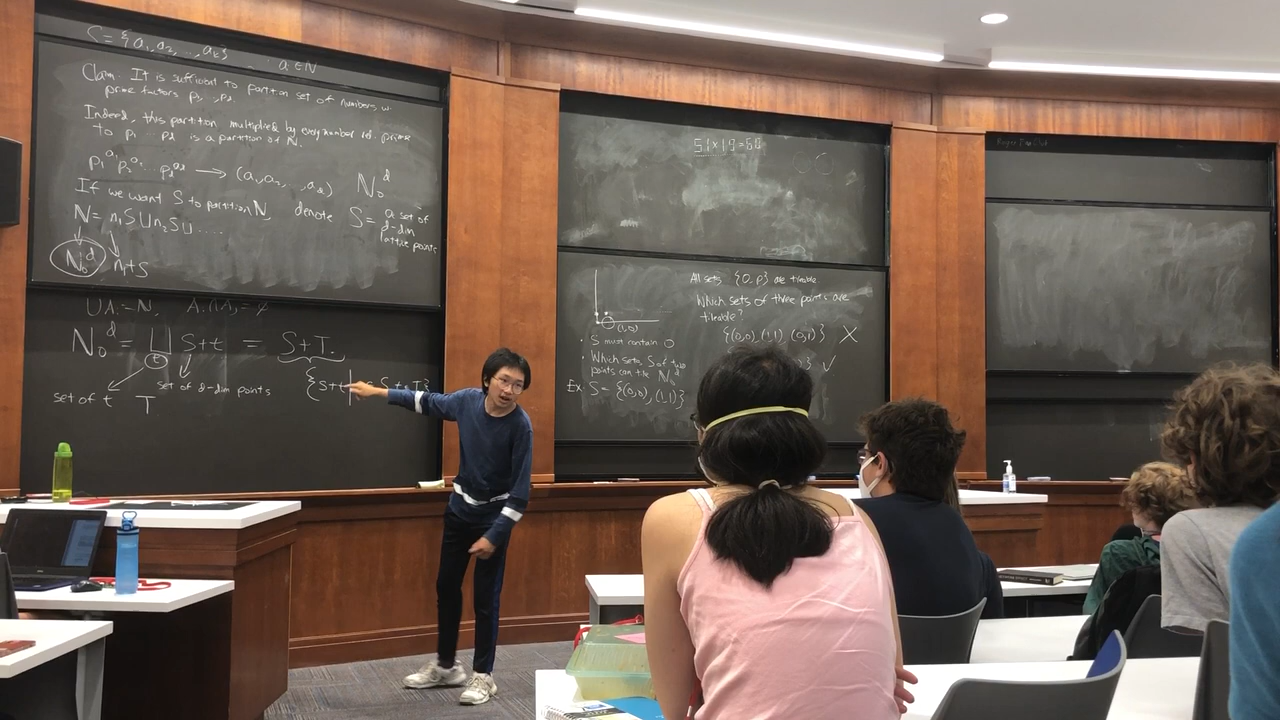 S = {a₁, a₂, ..., aₖ}   a ∈ N
Claim. It is sufficient to partition set of numbers w.
prime factors p₁, ..., p_d.
Indeed, this partition, multiplied by every number rel. prime
to p₁ ... p_d is a partition of N.
p₁^a₁ p₂^a₂ ... p_d^a_d → (a₁, a₂, ..., a_d)   N₀^d
If we want S to partition N, denote S = a set of
d-dim
lattice points
N = n₁S ∪ n₂S ∪ .....
N₀^d   n₁+S
∪Aᵢ = N,   Aᵢ ∩ Aⱼ = ∅
N₀^d = ⨆ S+t = S+T.
t
set of t   T
set of d-dim points
51×19=50
(1,0)
· S must contain 0
· Which sets S of two
points can tile N₀^d
Ex S = {(0,0), (1,1)}
All sets {0, p} are tileable
Which sets of three points are
tileable?
{(0,0), (1,1), (0,1)} X
)} ✓